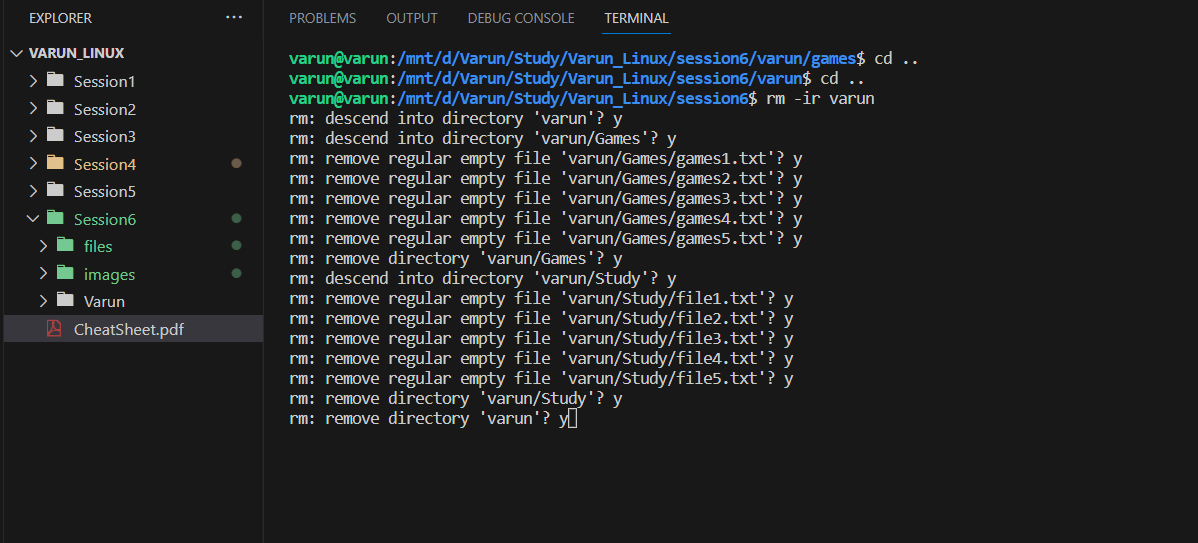 EXPLORER
···
VARUN_LINUX
Session1
Session2
Session3
Session4
Session5
Session6
files
images
Varun
CheatSheet.pdf
PROBLEMS OUTPUT DEBUG CONSOLE TERMINAL
varun@varun:/mnt/d/Varun/Study/Varun_Linux/session6/varun/games$ cd ..
varun@varun:/mnt/d/Varun/Study/Varun_Linux/session6/varun$ cd ..
varun@varun:/mnt/d/Varun/Study/Varun_Linux/session6$ rm -ir varun
rm: descend into directory 'varun'? y
rm: descend into directory 'varun/Games'? y
rm: remove regular empty file 'varun/Games/games1.txt'? y
rm: remove regular empty file 'varun/Games/games2.txt'? y
rm: remove regular empty file 'varun/Games/games3.txt'? y
rm: remove regular empty file 'varun/Games/games4.txt'? y
rm: remove regular empty file 'varun/Games/games5.txt'? y
rm: remove directory 'varun/Games'? y
rm: descend into directory 'varun/Study'? y
rm: remove regular empty file 'varun/Study/file1.txt'? y
rm: remove regular empty file 'varun/Study/file2.txt'? y
rm: remove regular empty file 'varun/Study/file3.txt'? y
rm: remove regular empty file 'varun/Study/file4.txt'? y
rm: remove regular empty file 'varun/Study/file5.txt'? y
rm: remove directory 'varun/Study'? y
rm: remove directory 'varun'? y